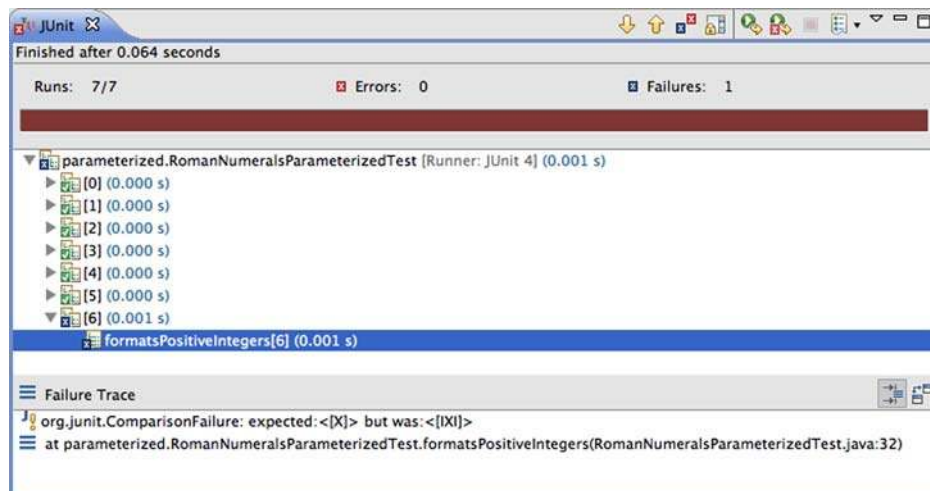 JUnit
Finished after 0.064 seconds
Runs: 7/7 Errors: 0 Failures: 1
parameterized.RomanNumeralsParameterizedTest [Runner: JUnit 4] (0.001 s)
[0] (0.000 s)
[1] (0.000 s)
[2] (0.000 s)
[3] (0.000 s)
[4] (0.000 s)
[5] (0.000 s)
[6] (0.001 s)
formatsPositiveIntegers[6] (0.001 s)
Failure Trace
org.junit.ComparisonFailure: expected:<[X]> but was:<[IXI]>
at parameterized.RomanNumeralsParameterizedTest.formatsPositiveIntegers(RomanNumeralsParameterizedTest.java:32)